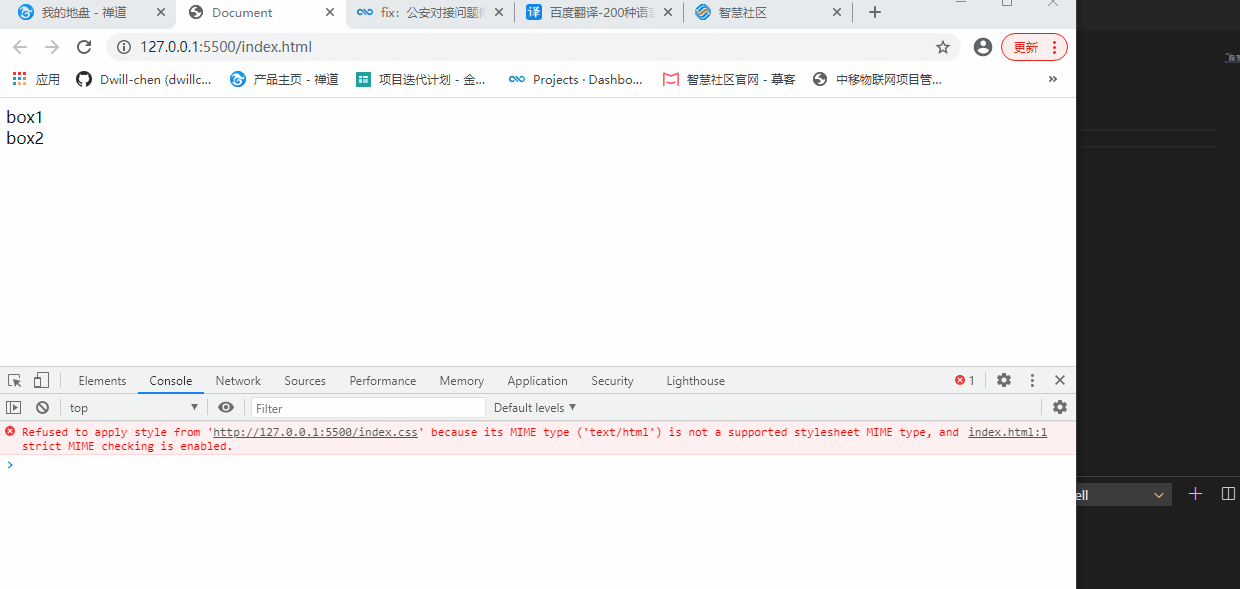 我的地盘 - 禅道
Document
fix：公安对接问题
百度翻译-200种语
智慧社区
127.0.0.1:5500/index.html
更新
应用
Dwill-chen (dwillc...
产品主页 - 禅道
项目迭代计划 - 金...
Projects · Dashbo...
智慧社区官网 - 摹客
中移物联网项目管...
»
box1
box2
Elements
Console
Network
Sources
Performance
Memory
Application
Security
Lighthouse
1
top
Filter
Default levels
Refused to apply style from 'http://127.0.0.1:5500/index.css' because its MIME type ('text/html') is not a supported stylesheet MIME type, and index.html:1
strict MIME checking is enabled.
ell